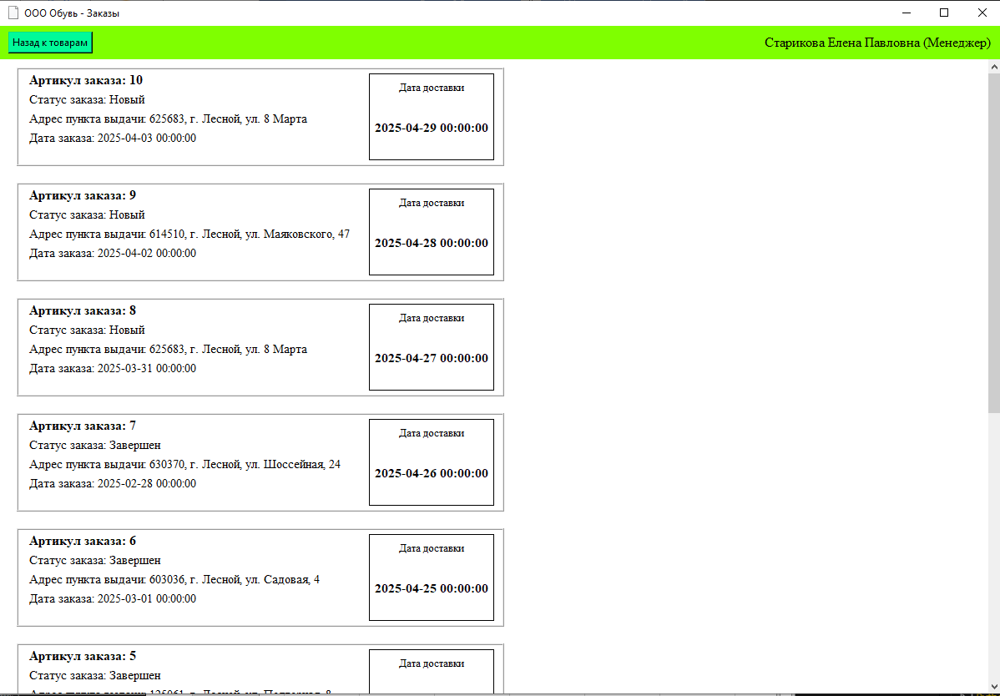 ООО Обувь - Заказы
Назад к товарам
Старикова Елена Павловна (Менеджер)
Артикул заказа: 10
Статус заказа: Новый
Адрес пункта выдачи: 625683, г. Лесной, ул. 8 Марта
Дата заказа: 2025-04-03 00:00:00
Дата доставки
2025-04-29 00:00:00
Артикул заказа: 9
Статус заказа: Новый
Адрес пункта выдачи: 614510, г. Лесной, ул. Маяковского, 47
Дата заказа: 2025-04-02 00:00:00
Дата доставки
2025-04-28 00:00:00
Артикул заказа: 8
Статус заказа: Новый
Адрес пункта выдачи: 625683, г. Лесной, ул. 8 Марта
Дата заказа: 2025-03-31 00:00:00
Дата доставки
2025-04-27 00:00:00
Артикул заказа: 7
Статус заказа: Завершен
Адрес пункта выдачи: 630370, г. Лесной, ул. Шоссейная, 24
Дата заказа: 2025-02-28 00:00:00
Дата доставки
2025-04-26 00:00:00
Артикул заказа: 6
Статус заказа: Завершен
Адрес пункта выдачи: 603036, г. Лесной, ул. Садовая, 4
Дата заказа: 2025-03-01 00:00:00
Дата доставки
2025-04-25 00:00:00
Артикул заказа: 5
Статус заказа: Завершен
Адрес пункта выдачи: 125061, г. Лесной, ул.
Дата доставки